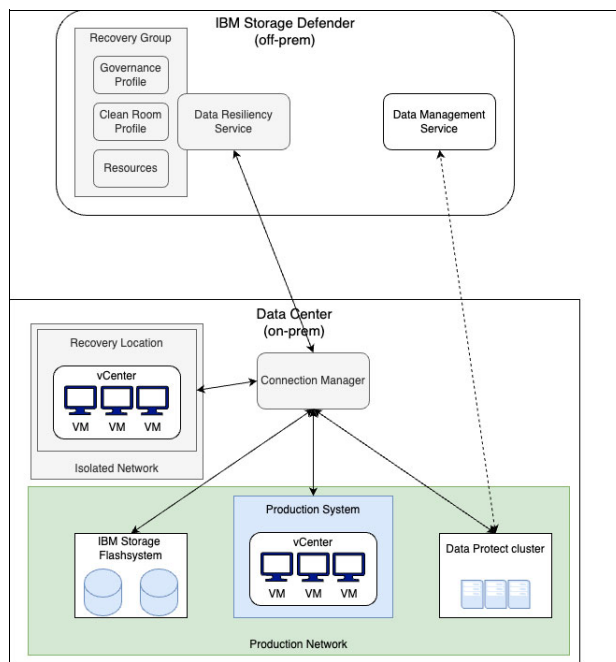 IBM Storage Defender
(off-prem)
Recovery Group
Governance
Profile
Clean Room
Profile
Resources
Data Resiliency
Service
Data Management
Service
Data Center
(on-prem)
Recovery Location
vCenter
VM VM VM
Isolated Network
Connection Manager
IBM Storage
Flashsystem
Production System
vCenter
VM VM VM
Data Protect cluster
Production Network